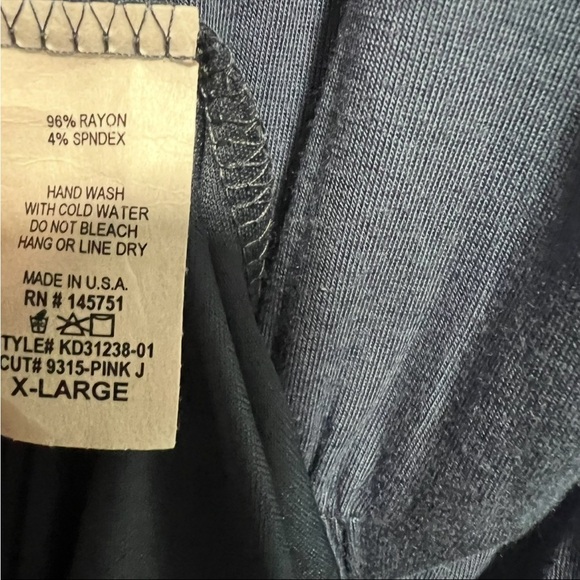 96% RAYON
4% SPNDEX
HAND WASH
WITH COLD WATER
DO NOT BLEACH
HANG OR LINE DRY
MADE IN U.S.A.
RN # 145751
TYLE# KD31238-01
CUT# 9315-PINK J
X-LARGE